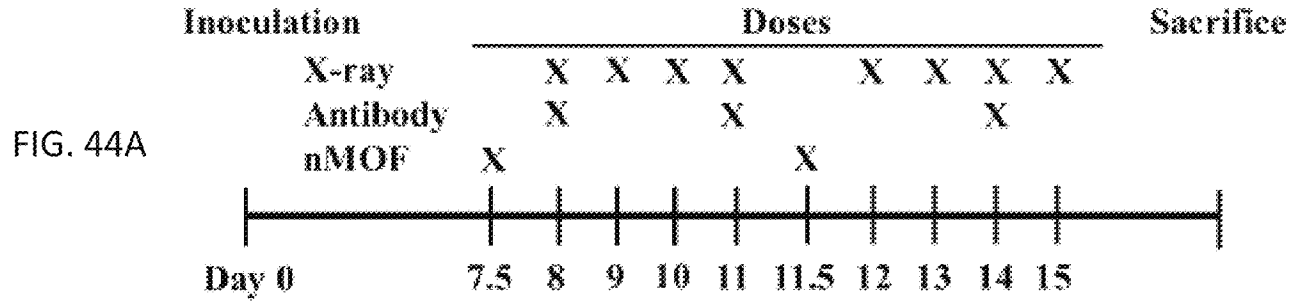 Inoculation Doses Sacrifice
X-ray X X X X X X X X
Antibody X X X
FIG. 44A
nMOF X X
Day 0 7.5 8 9 10 11 11.5 12 13 14 15